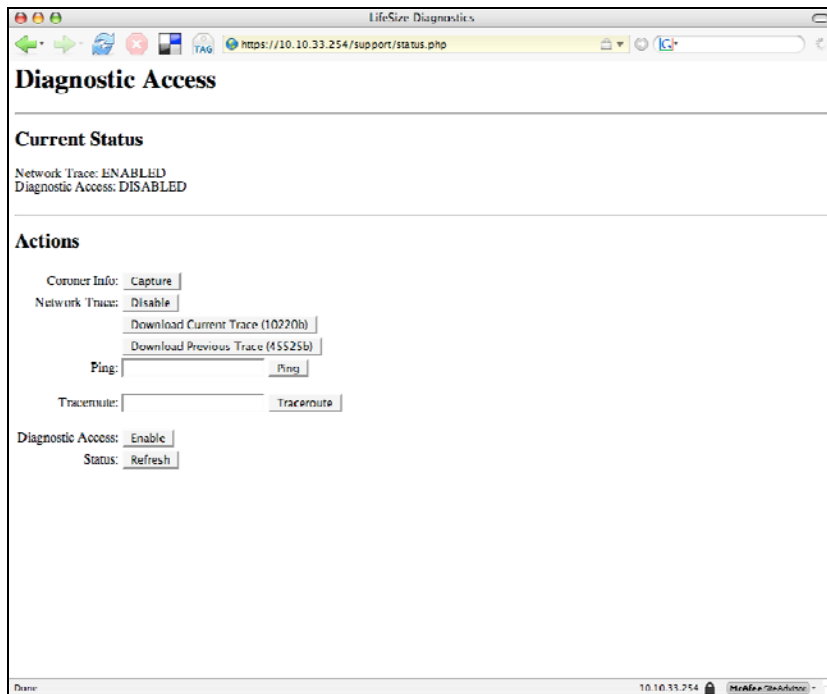 LifeSize Diagnostics
TAG https://10.10.33.254/support/status.php G
Diagnostic Access
Current Status
Network Trace: ENABLED
Diagnostic Access: DISABLED
Actions
Coroner Info: Capture
Network Trace: Disable
Download Current Trace (10220b)
Download Previous Trace (45525b)
Ping: Ping
Traceroute: Traceroute
Diagnostic Access: Enable
Status: Refresh
Done 10.10.33.254 McAfee SiteAdvisor